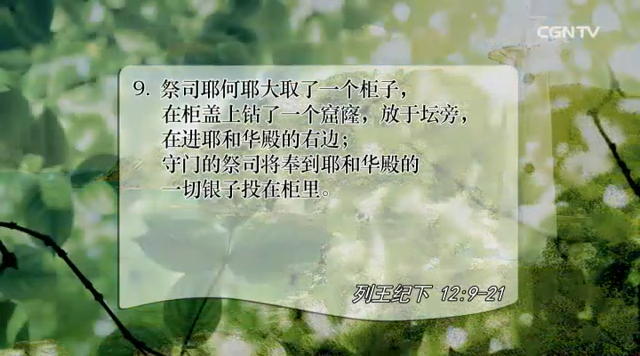 CGNTV
9. 祭司耶何耶大取了一个柜子，
在柜盖上钻了一个窟窿，放于坛旁，
在进耶和华殿的右边；
守门的祭司将奉到耶和华殿的
一切银子投在柜里。
列王纪下 12:9-21